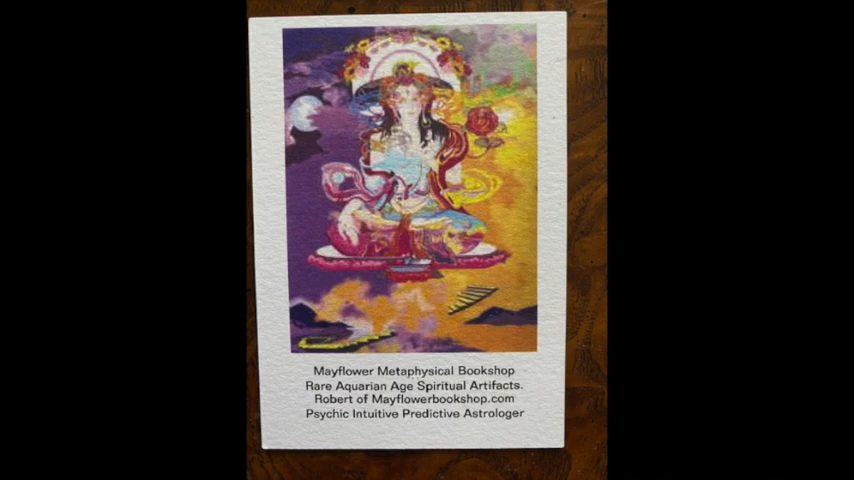 Mayflower Metaphysical Bookshop
Rare Aquarian Age Spiritual Artifacts.
Robert of Mayflowerbookshop.com
Psychic Intuitive Predictive Astrologer